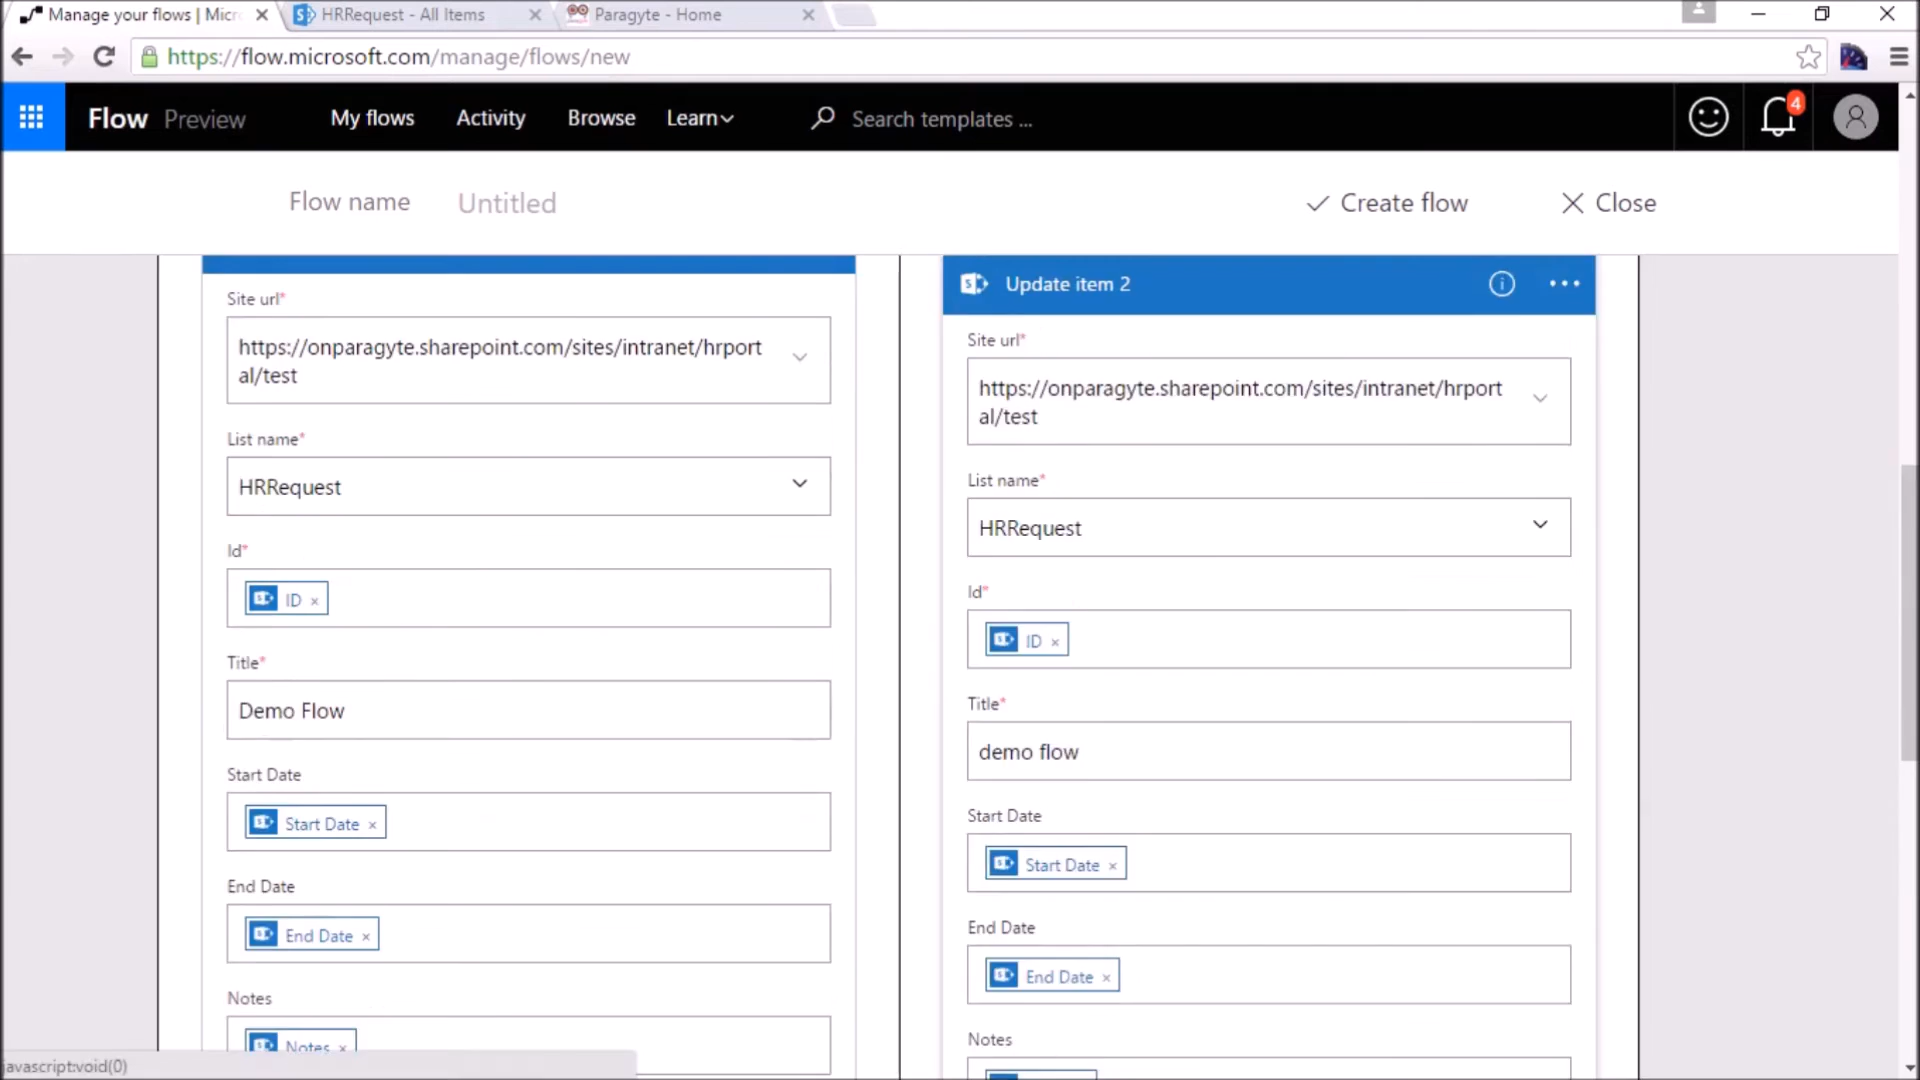 Manage your flows | Micr
HRRequest - All Items
Paragyte - Home
https://flow.microsoft.com/manage/flows/new
Flow Preview
My flows
Activity
Browse
Learn
Search templates ...
4
Flow name
Untitled
Create flow
Close
Site url*
https://onparagyte.sharepoint.com/sites/intranet/hrport
al/test
List name*
HRRequest
Id*
ID ×
Title*
Demo Flow
Start Date
Start Date ×
End Date
End Date ×
Notes
Notes ×
Update item 2
Site url*
https://onparagyte.sharepoint.com/sites/intranet/hrport
al/test
List name*
HRRequest
Id*
ID ×
Title*
demo flow
Start Date
Start Date ×
End Date
End Date ×
Notes
javascript:void(0)